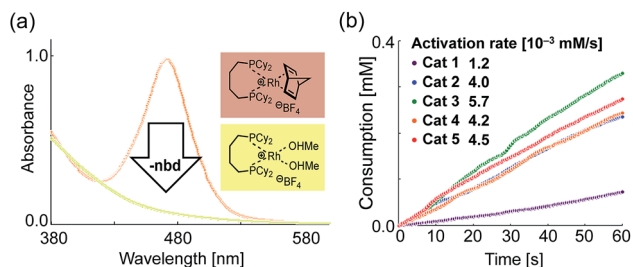 (a)
Absorbance
1.0
0.0
380
480
580
Wavelength [nm]
-nbd
PCy2
Rh
⊕
PCy2
⊖BF4
PCy2
OHMe
⊕Rh
OHMe
PCy2
⊖BF4
(b)
Consumption [mM]
0.4
0.0
0
10
20
30
40
50
60
Time [s]
Activation rate [10⁻³ mM/s]
Cat 1 1.2
Cat 2 4.0
Cat 3 5.7
Cat 4 4.2
Cat 5 4.5